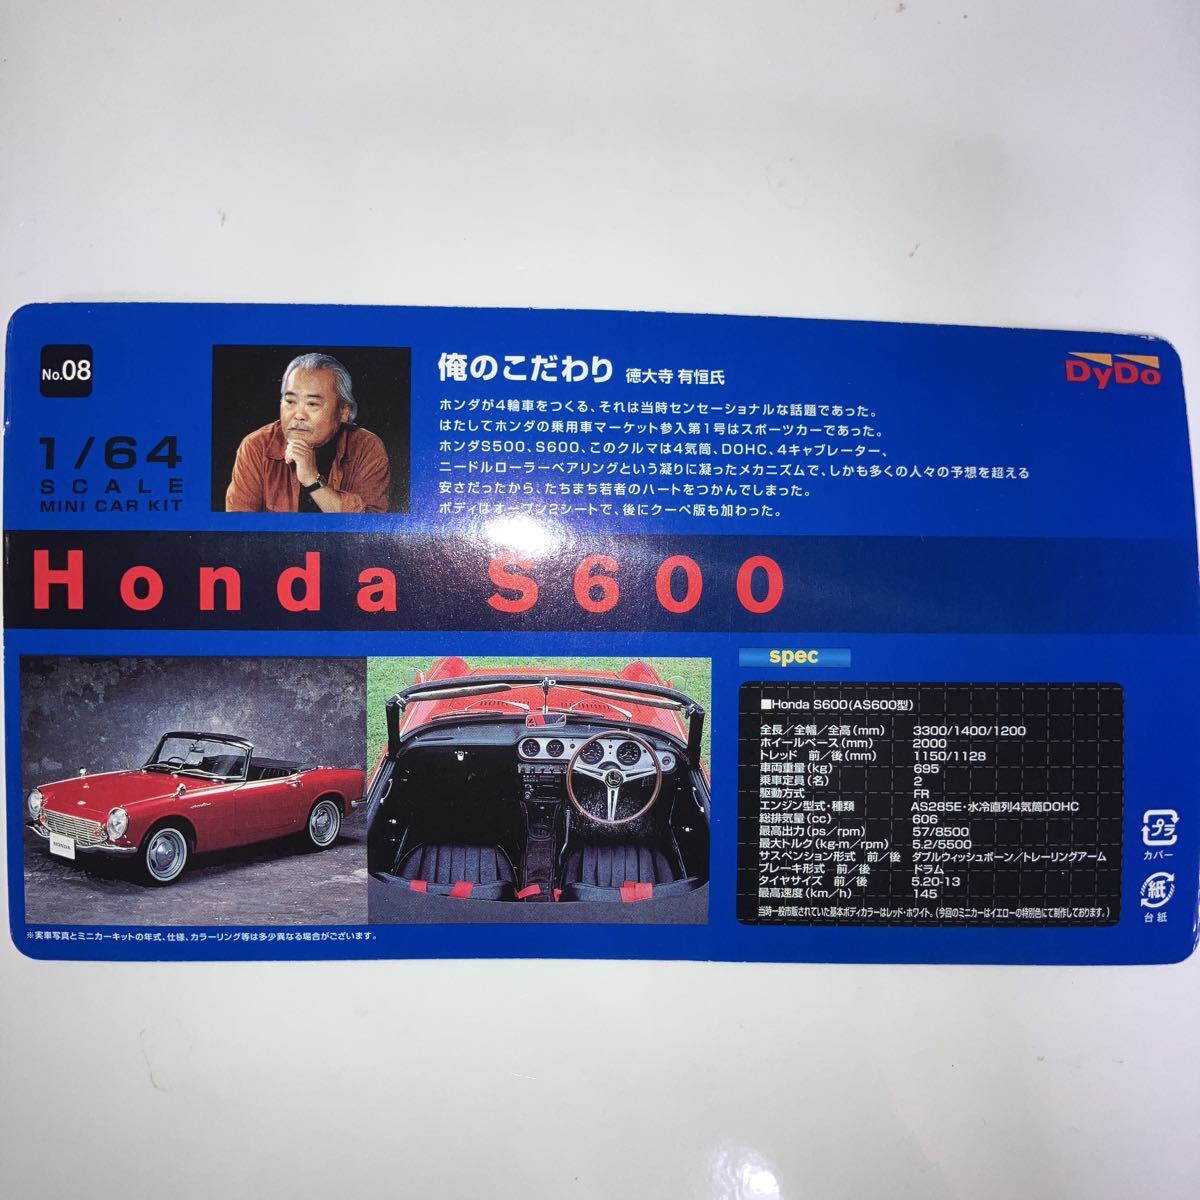 No.08
1/64
SCALE
MINI CAR KIT
俺のこだわり 徳大寺 有恒氏
DyDo
ホンダが4輪車をつくる、それは当時センセーショナルな話題であった。
はたしてホンダの乗用車マーケット参入第1号はスポーツカーであった。
ホンダS500、S600、このクルマは4気筒、DOHC、4キャブレーター、
ニードルローラーベアリングという凝りに凝ったメカニズムで、しかも多くの人々の予想を超える
安さだったから、たちまち若者のハートをつかんでしまった。
ボディはオープン2シートで、後にクーペ版も加わった。
Honda S600
HONDA
spec
■Honda S600(AS600型)
全長/全幅/全高(mm) 3300/1400/1200
ホイールベース(mm) 2000
トレッド 前/後(mm) 1150/1128
車両重量(kg) 695
乗車定員(名) 2
駆動方式 FR
エンジン型式・種類 AS285E・水冷直列4気筒DOHC
総排気量(cc) 606
最高出力(ps/rpm) 57/8500
最大トルク(kg-m/rpm) 5.2/5500
サスペンション形式 前/後 ダブルウィッシュボーン/トレーリングアーム
ブレーキ形式 前/後 ドラム
タイヤサイズ 前/後 5.20-13
最高速度(km/h) 145
当時一般市販されていた基本ボディカラーはレッド・ホワイト。(今回のミニカーはイエローの特別色にて制作しております。)
プラ
カバー
紙
台紙
※実車写真とミニカーキットの年式、仕様、カラーリング等は多少異なる場合がございます。